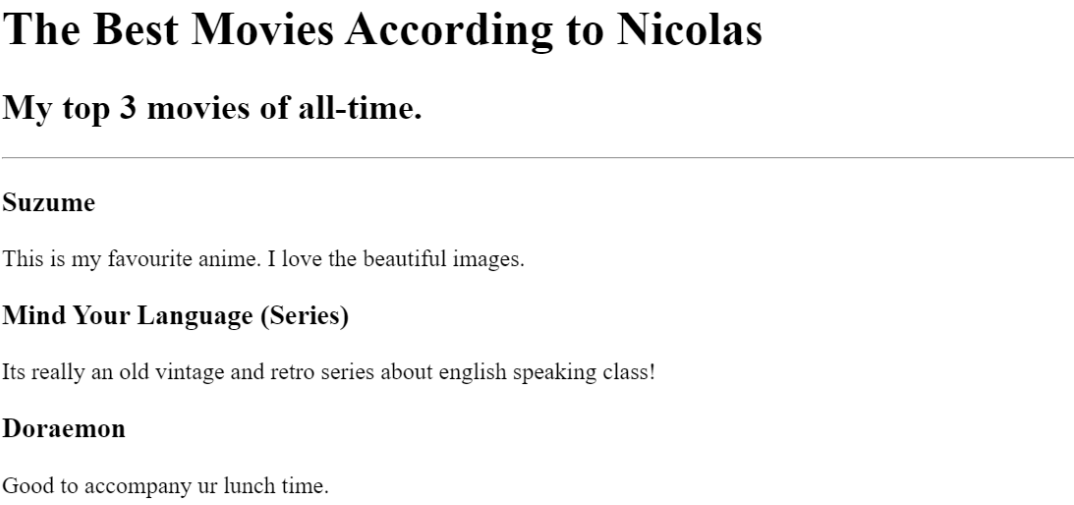 The Best Movies According to Nicolas
My top 3 movies of all-time.
Suzume
This is my favourite anime. I love the beautiful images.
Mind Your Language (Series)
Its really an old vintage and retro series about english speaking class!
Doraemon
Good to accompany ur lunch time.